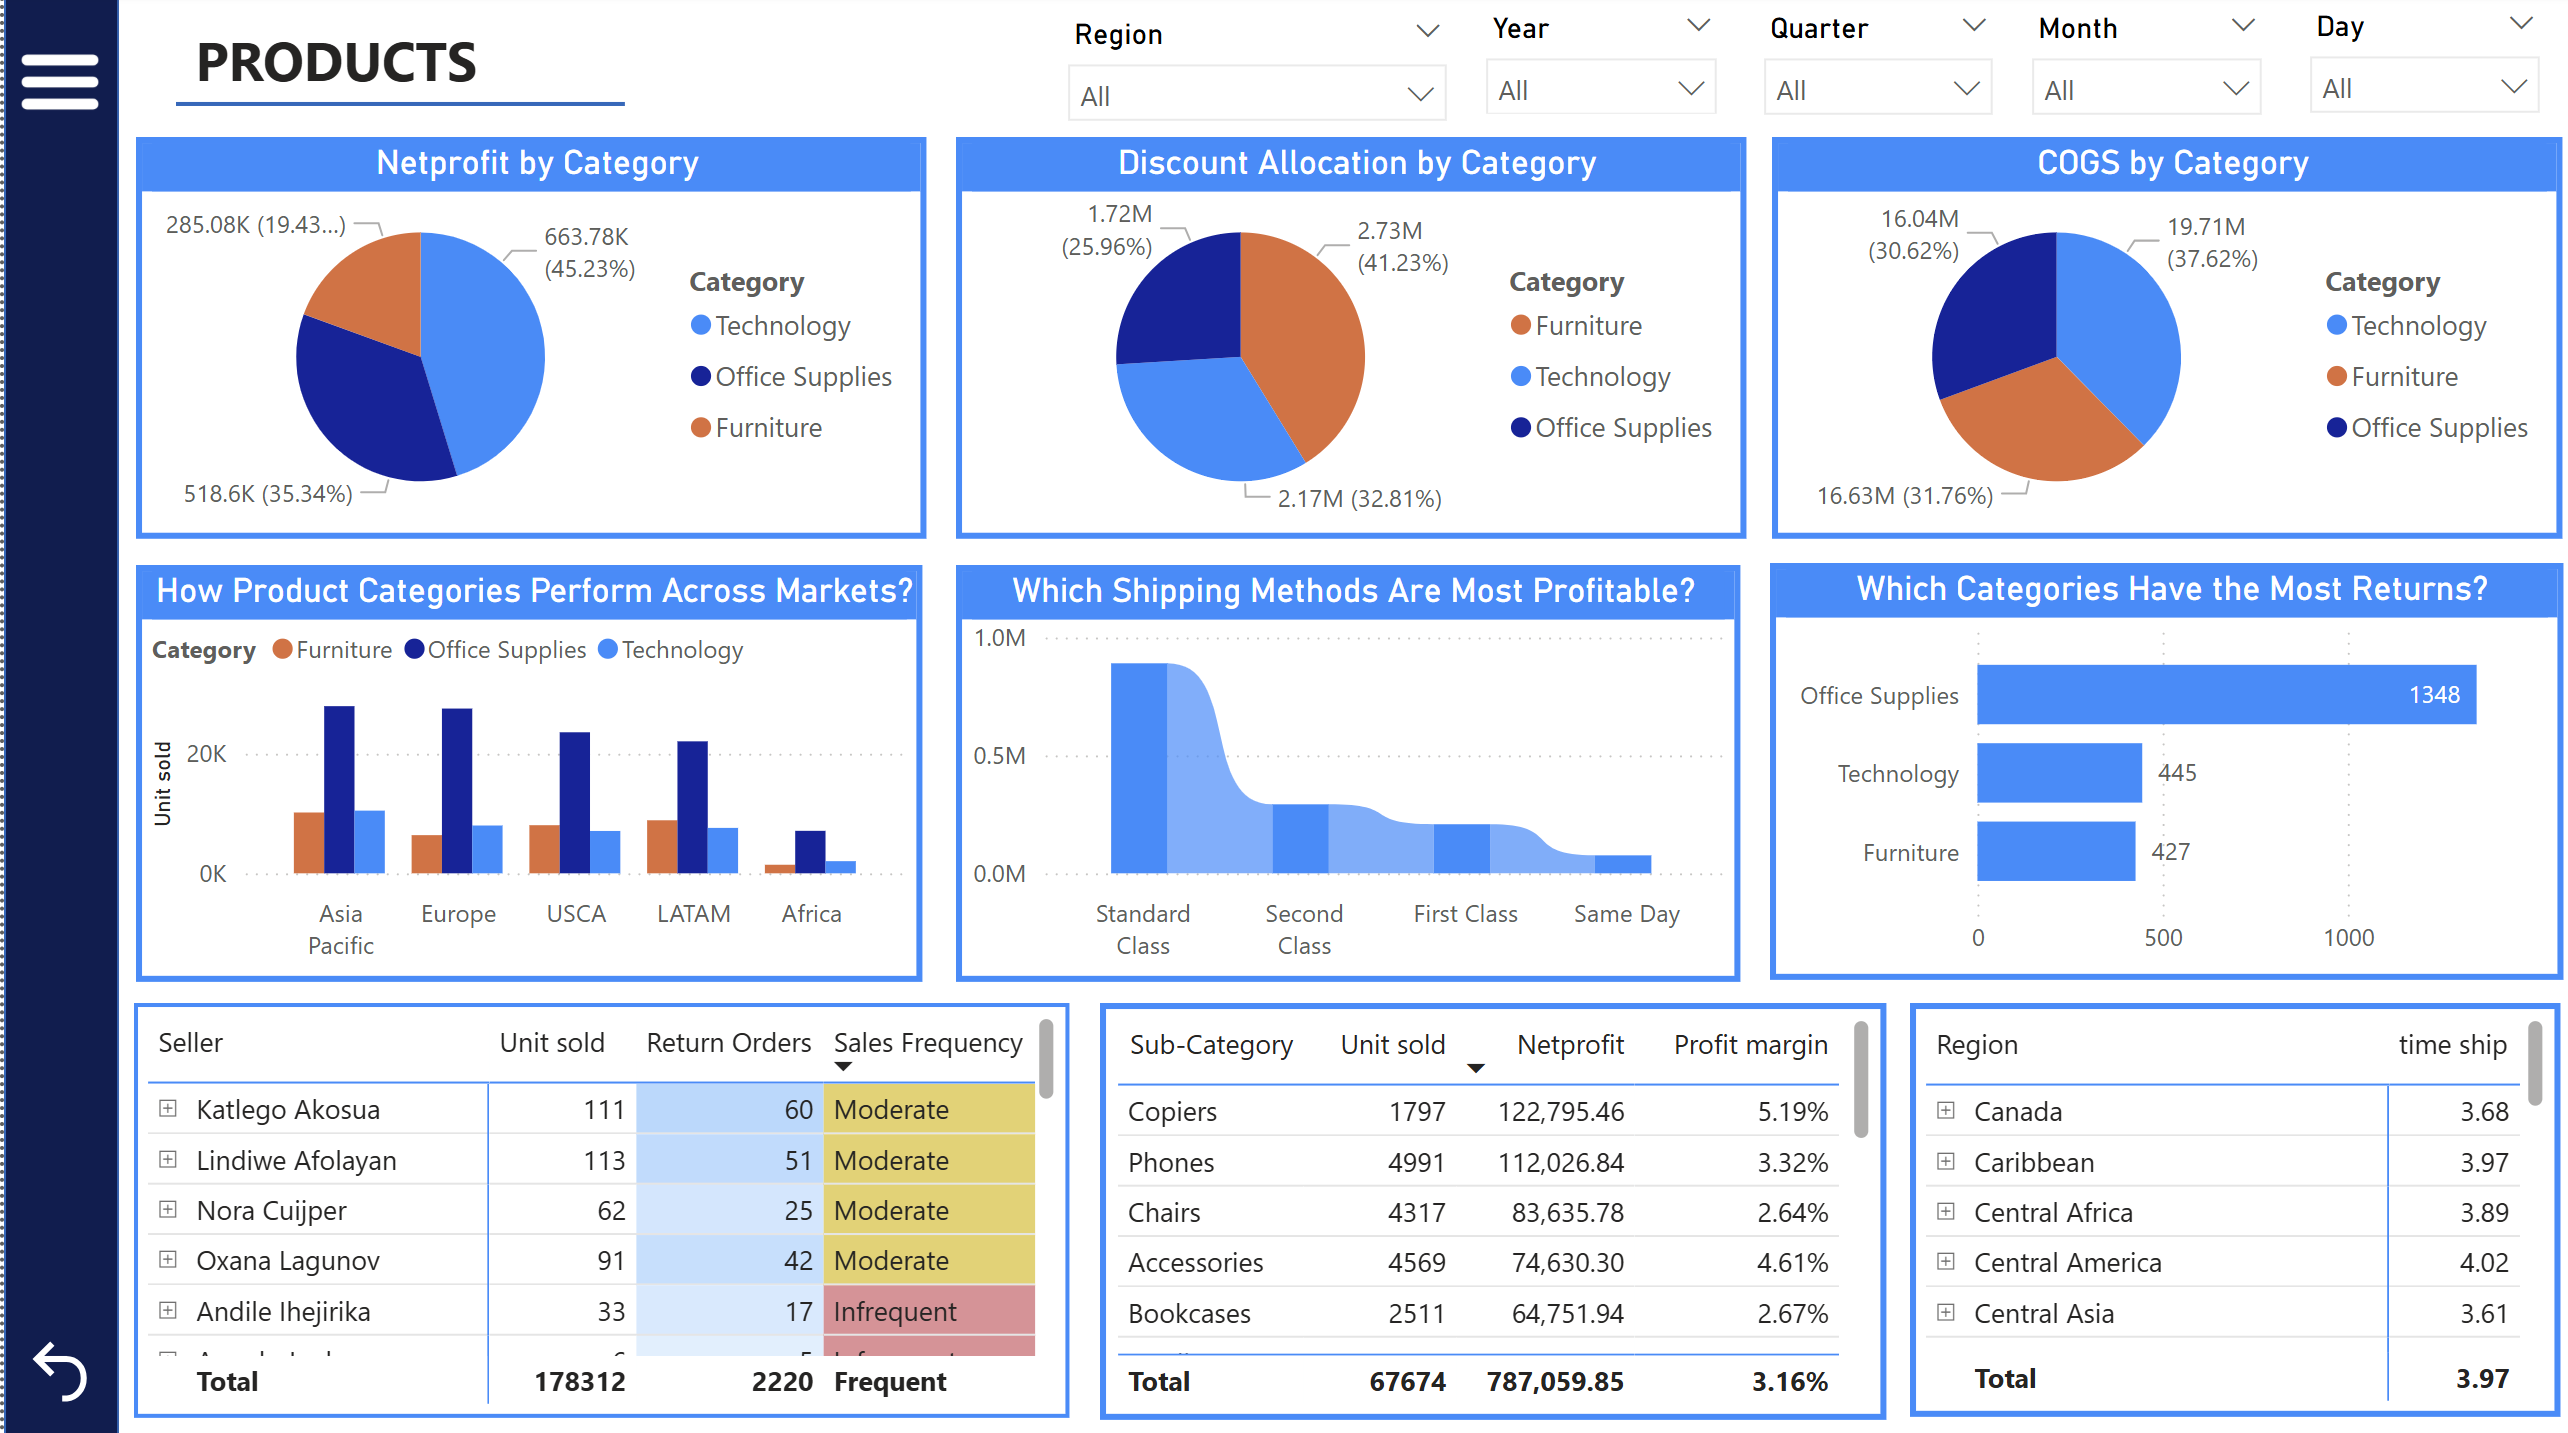 PRODUCTS
Region
Year
Quarter
Month
Day
All
All
All
All
All
Netprofit by Category
285.08K (19.43...)
663.78K
(45.23%)
518.6K (35.34%)
Category
Technology
Office Supplies
Furniture
Discount Allocation by Category
1.72M
(25.96%)
2.73M
(41.23%)
2.17M (32.81%)
Category
Furniture
Technology
Office Supplies
COGS by Category
16.04M
(30.62%)
19.71M
(37.62%)
16.63M (31.76%)
Category
Technology
Furniture
Office Supplies
How Product Categories Perform Across Markets?
Category Furniture Office Supplies Technology
Unit sold
20K
0K
Asia
Pacific
Europe
USCA
LATAM
Africa
Which Shipping Methods Are Most Profitable?
1.0M
0.5M
0.0M
Standard
Class
Second
Class
First Class
Same Day
Which Categories Have the Most Returns?
Office Supplies 1348
Technology 445
Furniture 427
0 500 1000
Seller Unit sold Return Orders Sales Frequency
Katlego Akosua 111 60 Moderate
Lindiwe Afolayan 113 51 Moderate
Nora Cuijper 62 25 Moderate
Oxana Lagunov 91 42 Moderate
Andile Ihejirika 33 17 Infrequent
Total 178312 2220 Frequent
Sub-Category Unit sold Netprofit Profit margin
Copiers 1797 122,795.46 5.19%
Phones 4991 112,026.84 3.32%
Chairs 4317 83,635.78 2.64%
Accessories 4569 74,630.30 4.61%
Bookcases 2511 64,751.94 2.67%
Total 67674 787,059.85 3.16%
Region time ship
Canada 3.68
Caribbean 3.97
Central Africa 3.89
Central America 4.02
Central Asia 3.61
Total 3.97